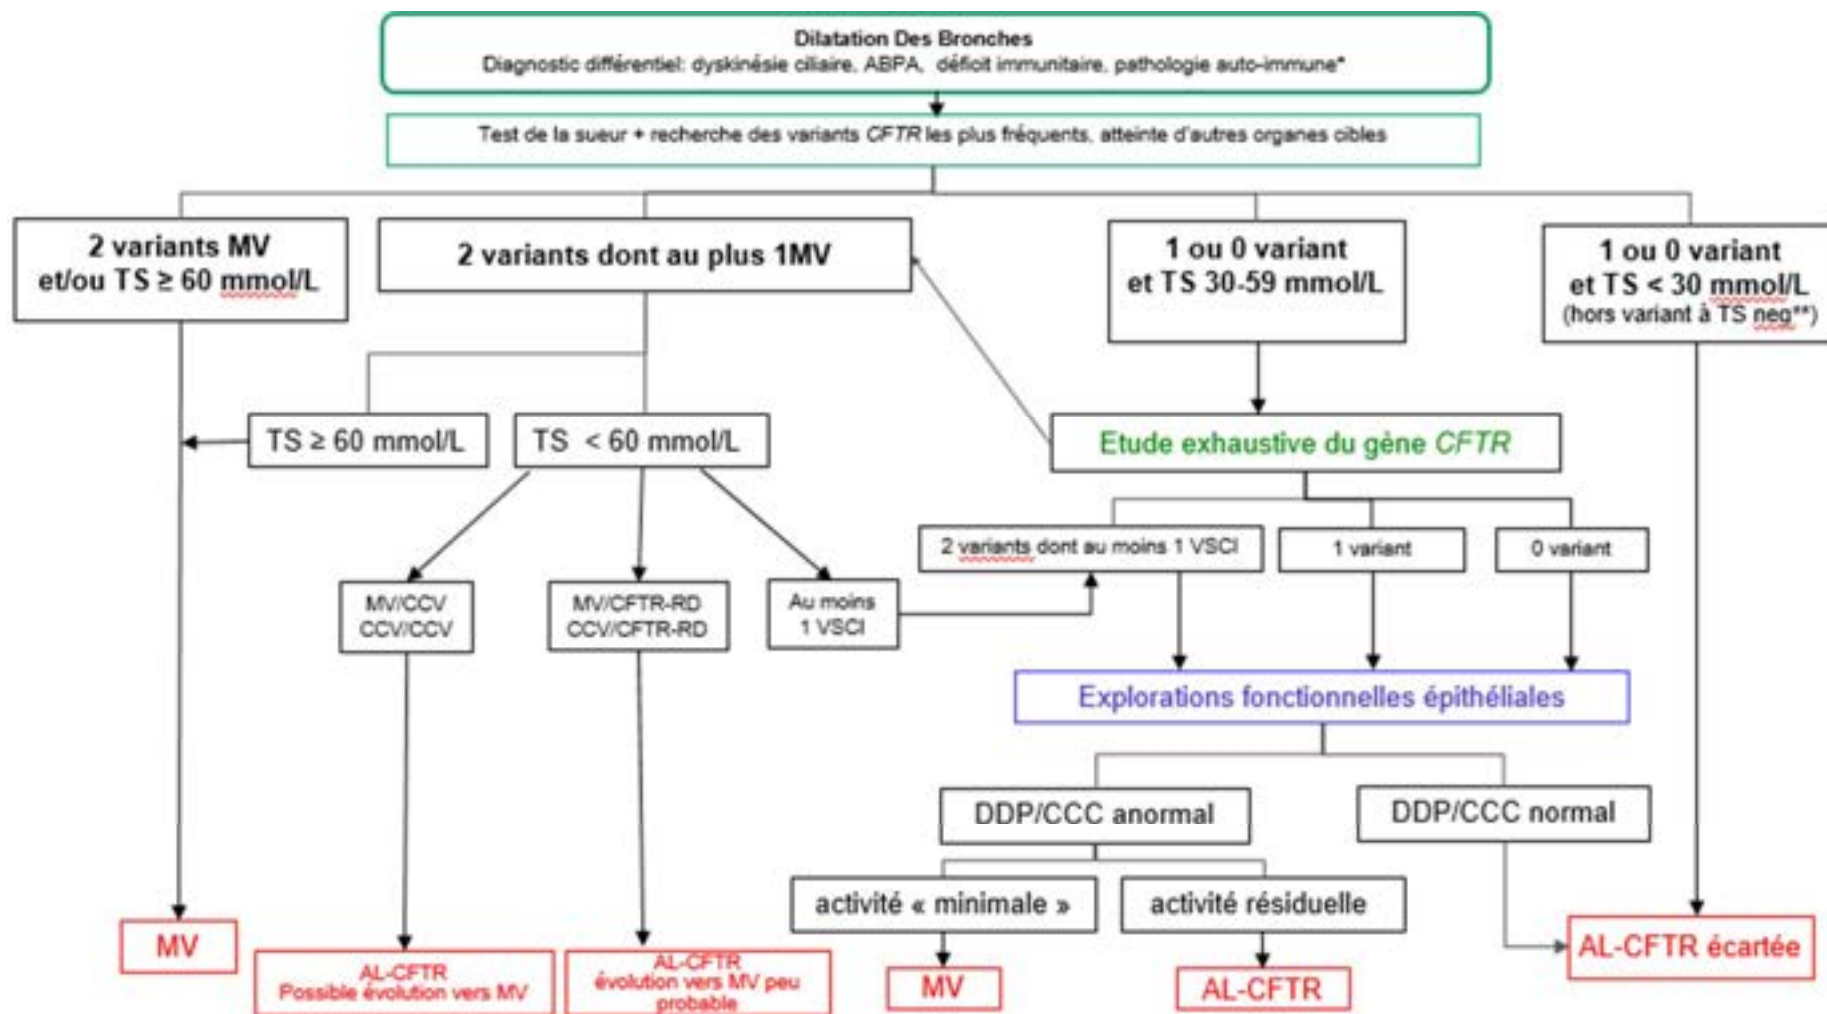 Dilatation Des Bronches
Diagnostic différentiel: dyskinésie ciliaire, ABPA, déficit immunitaire, pathologie auto-immune*
Test de la sueur + recherche des variants CFTR les plus fréquents, atteinte d'autres organes cibles
2 variants MV
et/ou TS ≥ 60 mmol/L
2 variants dont au plus 1MV
1 ou 0 variant
et TS 30-59 mmol/L
1 ou 0 variant
et TS < 30 mmol/L
(hors variant à TS neg**)
TS ≥ 60 mmol/L
TS < 60 mmol/L
Etude exhaustive du gène CFTR
2 variants dont au moins 1 VSCI
1 variant
0 variant
MV/CCV
CCV/CCV
MV/CFTR-RD
CCV/CFTR-RD
Au moins
1 VSCI
Explorations fonctionnelles épithéliales
DDP/CCC anormal
DDP/CCC normal
activité « minimale »
activité résiduelle
MV
AL-CFTR
Possible évolution vers MV
AL-CFTR
évolution vers MV peu
probable
MV
AL-CFTR
AL-CFTR écartée